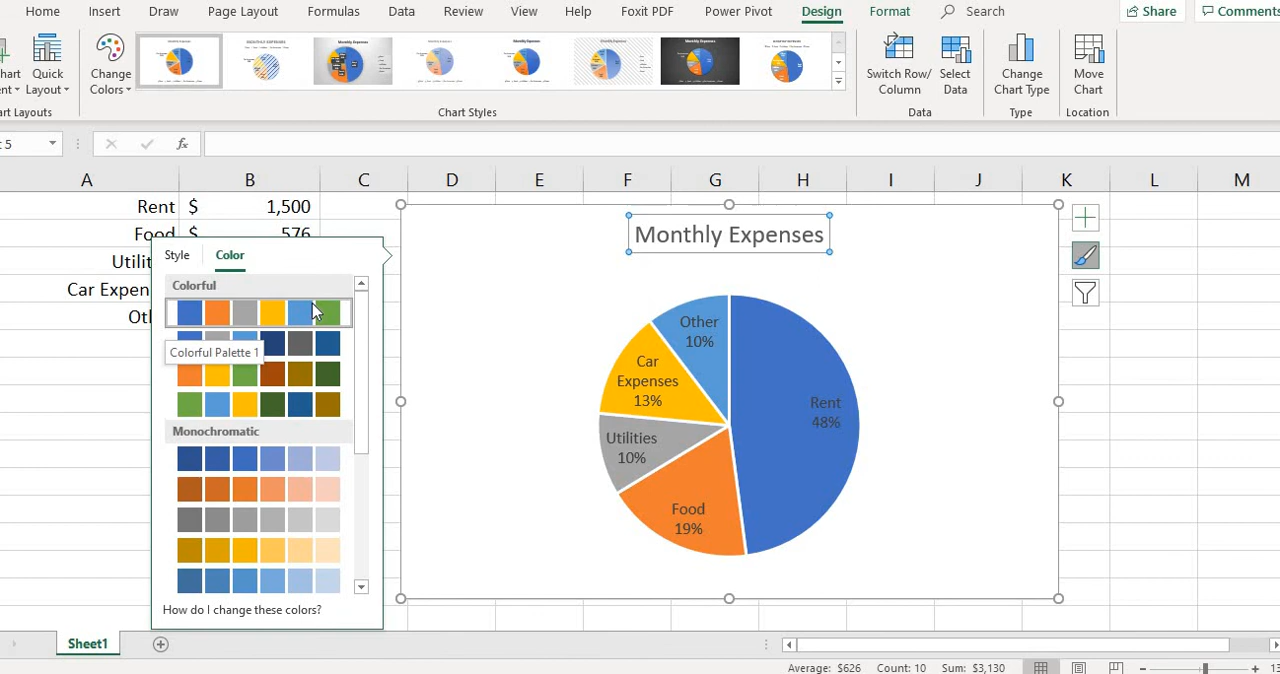 Home Insert Draw Page Layout Formulas Data Review View Help Foxit PDF Power Pivot Design Format Search Share Comments
Quick Layout
Change Colors
Switch Row/ Column
Select Data
Change Chart Type
Move Chart
Chart Styles
Data
Type
Location
fx
A B C D E F G H I J K L M
Rent $ 1,500
Food $ 576
Car Expen
Style Color
Colorful
Colorful Palette 1
Monochromatic
How do I change these colors?
Monthly Expenses
Other
10%
Car
Expenses
13%
Rent
48%
Utilities
10%
Food
19%
Sheet1
Average: $626 Count: 10 Sum: $3,130